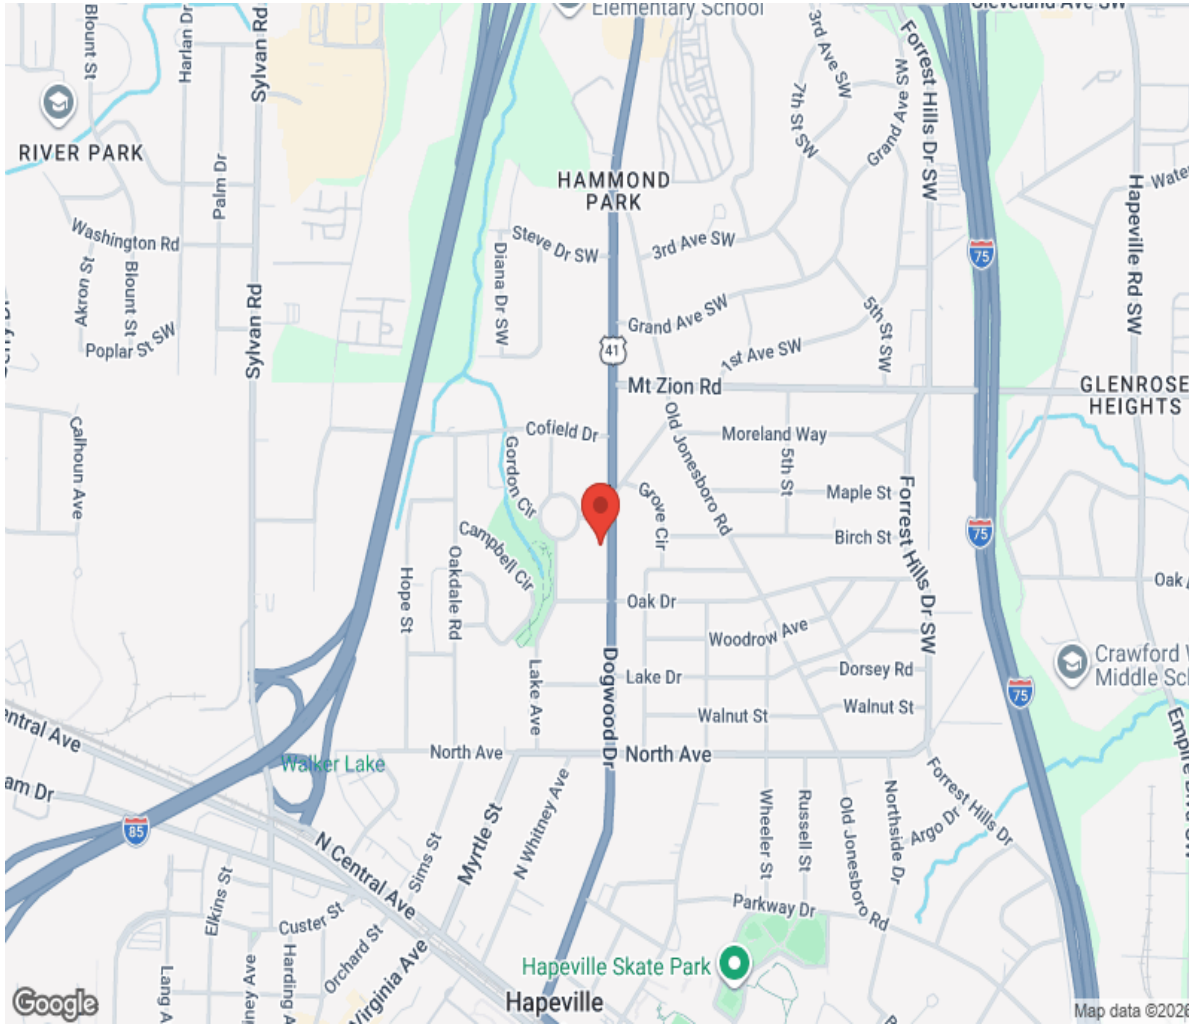 Elementary School
Cleveland Ave SW
Blount St
Harlan Dr
Sylvan Rd
3rd Ave SW
Forrest Hills Dr SW
7th St SW
Grand Ave SW
RIVER PARK
Palm Dr
HAMMOND
PARK
Hapeville Rd SW
Washington Rd
Akron St
Blount St
Poplar St SW
Sylvan Rd
Steve Dr SW
Diana Dr SW
3rd Ave SW
75
Grand Ave SW
5th St SW
41
1st Ave SW
Mt Zion Rd
GLENROSE
HEIGHTS
Calhoun Ave
Cofield Dr
Gordon Cir
Old Jonesboro Rd
Moreland Way
5th St
Maple St
Grove Cir
Birch St
Forrest Hills Dr SW
75
Campbell Cir
Oakdale Rd
Hope St
Oak Dr
Oak
Woodrow Ave
Dogwood Dr
Lake Ave
Lake Dr
Dorsey Rd
Crawford W
Middle Sch
75
Walnut St
Walnut St
entral Ave
North Ave
North Ave
Walker Lake
am Dr
85
N Central Ave
Sims St
Myrtle St
N Whitney Ave
Wheeler St
Russell St
Old Jonesboro Rd
Northside Dr
Argo Dr
Forrest Hills Dr
Elkins St
Custer St
Orchard St
Virginia Ave
Harding A
Lang A
Parkway Dr
Hapeville Skate Park
Hapeville
Google
Map data ©2026